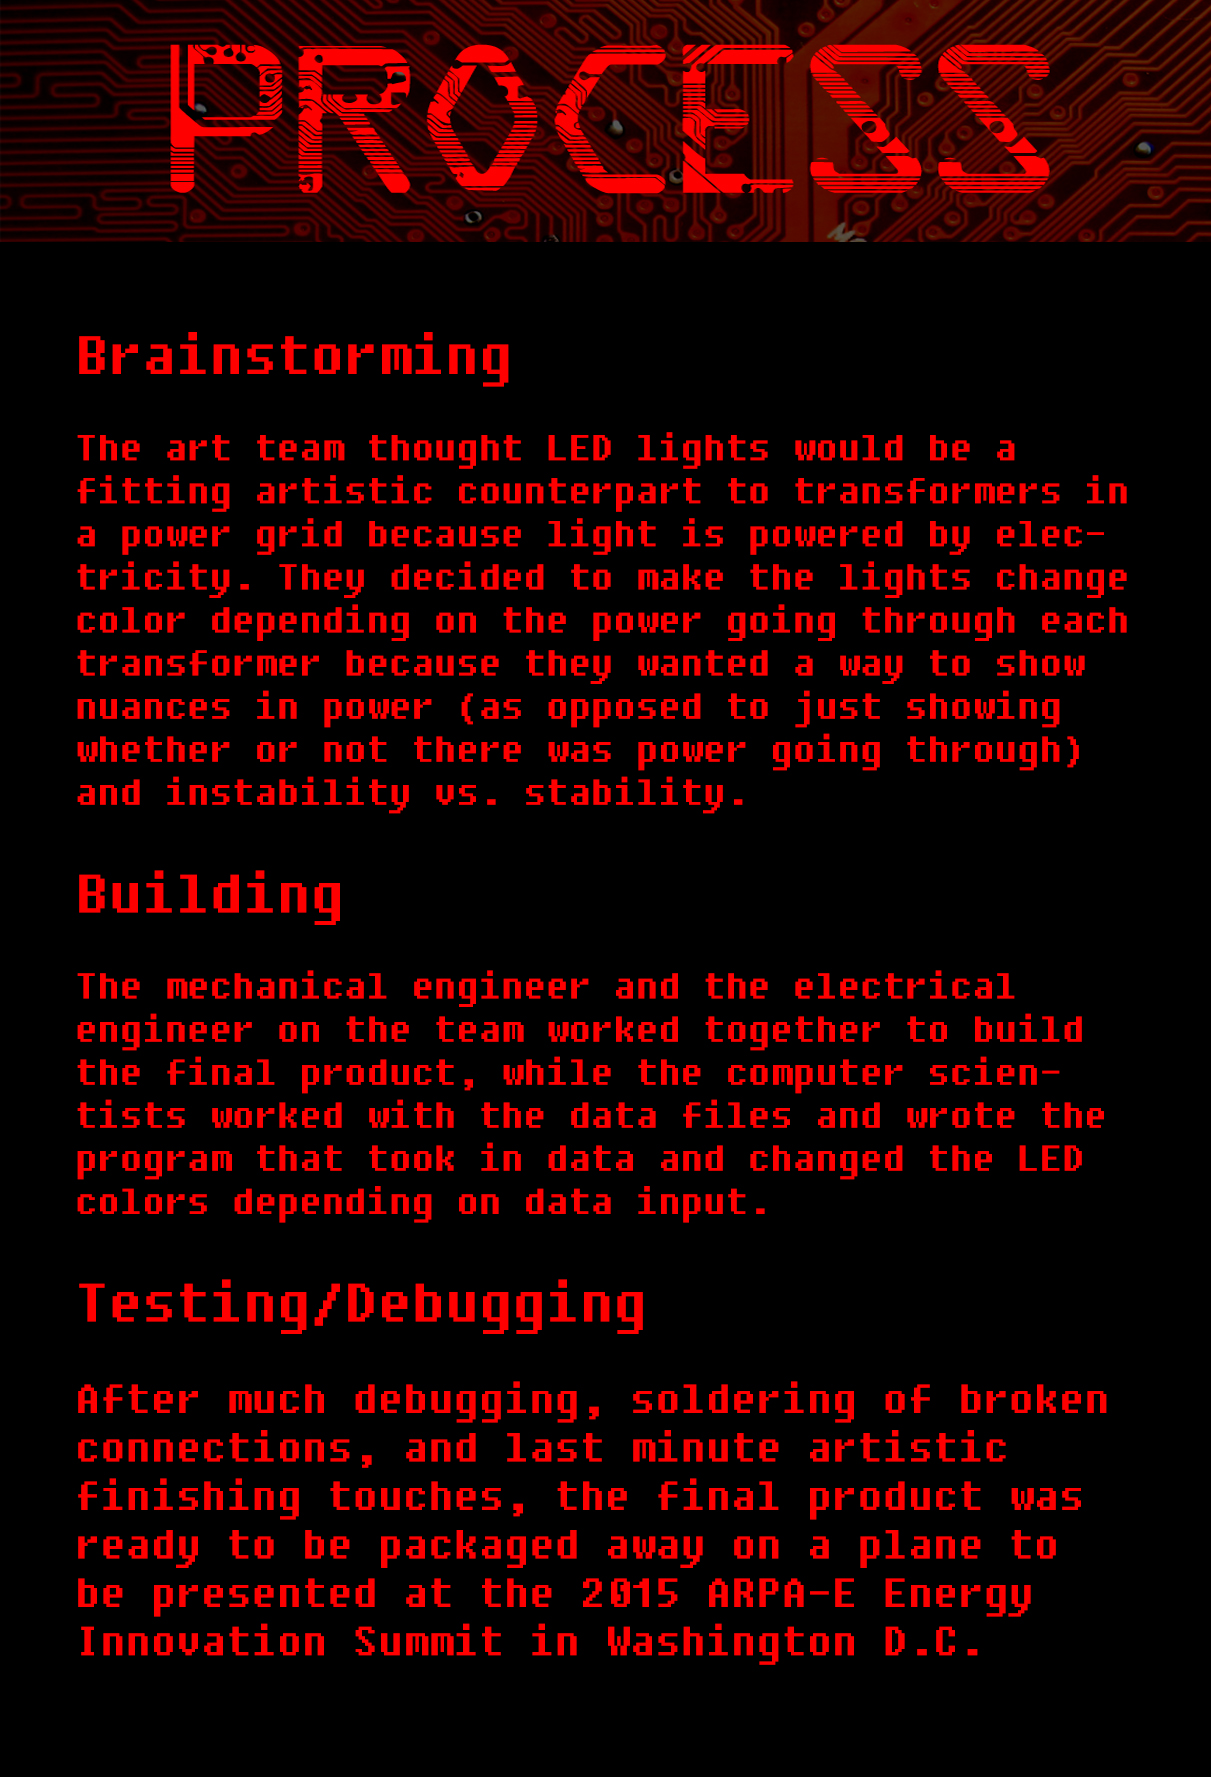 PROCESS
Brainstorming
The art team thought LED lights would be a
fitting artistic counterpart to transformers in
a power grid because light is powered by elec-
tricity. They decided to make the lights change
color depending on the power going through each
transformer because they wanted a way to show
nuances in power (as opposed to just showing
whether or not there was power going through)
and instability vs. stability.
Building
The mechanical engineer and the electrical
engineer on the team worked together to build
the final product, while the computer scien-
tists worked with the data files and wrote the
program that took in data and changed the LED
colors depending on data input.
Testing/Debugging
After much debugging, soldering of broken
connections, and last minute artistic
finishing touches, the final product was
ready to be packaged away on a plane to
be presented at the 2015 ARPA-E Energy
Innovation Summit in Washington D.C.